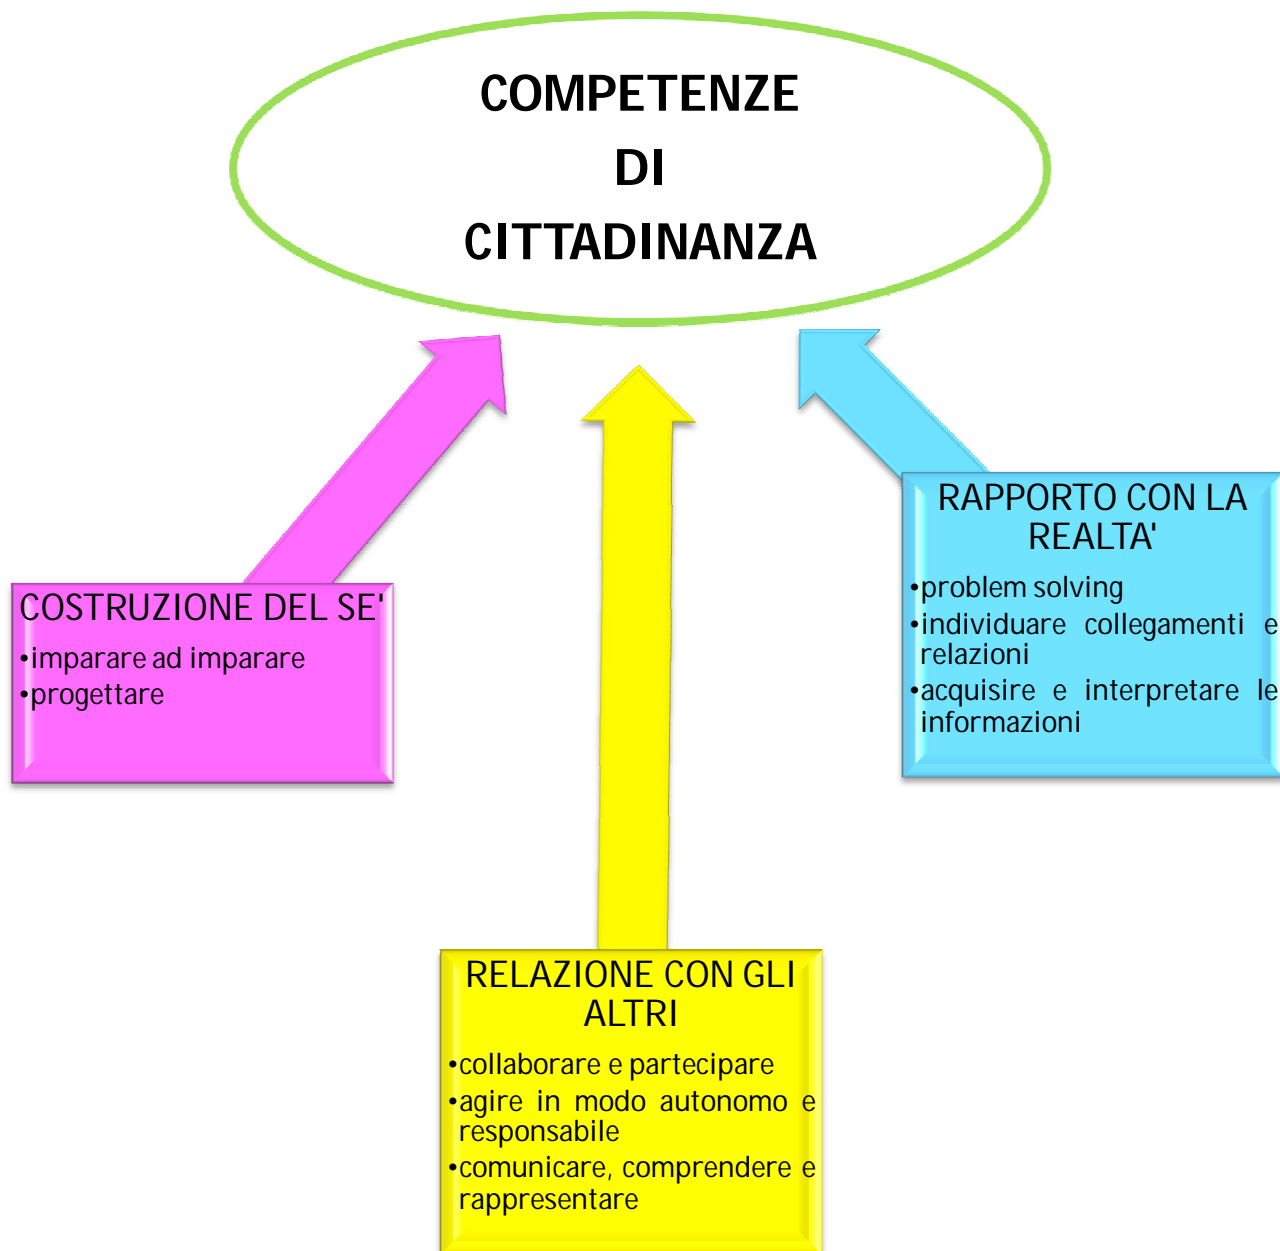 COMPETENZE
DI
CITTADINANZA
COSTRUZIONE DEL SE'
•imparare ad imparare
•progettare
RELAZIONE CON GLI
ALTRI
•collaborare e partecipare
•agire in modo autonomo e
responsabile
•comunicare, comprendere e
rappresentare
RAPPORTO CON LA
REALTA'
•problem solving
•individuare collegamenti e
relazioni
•acquisire e interpretare le
informazioni